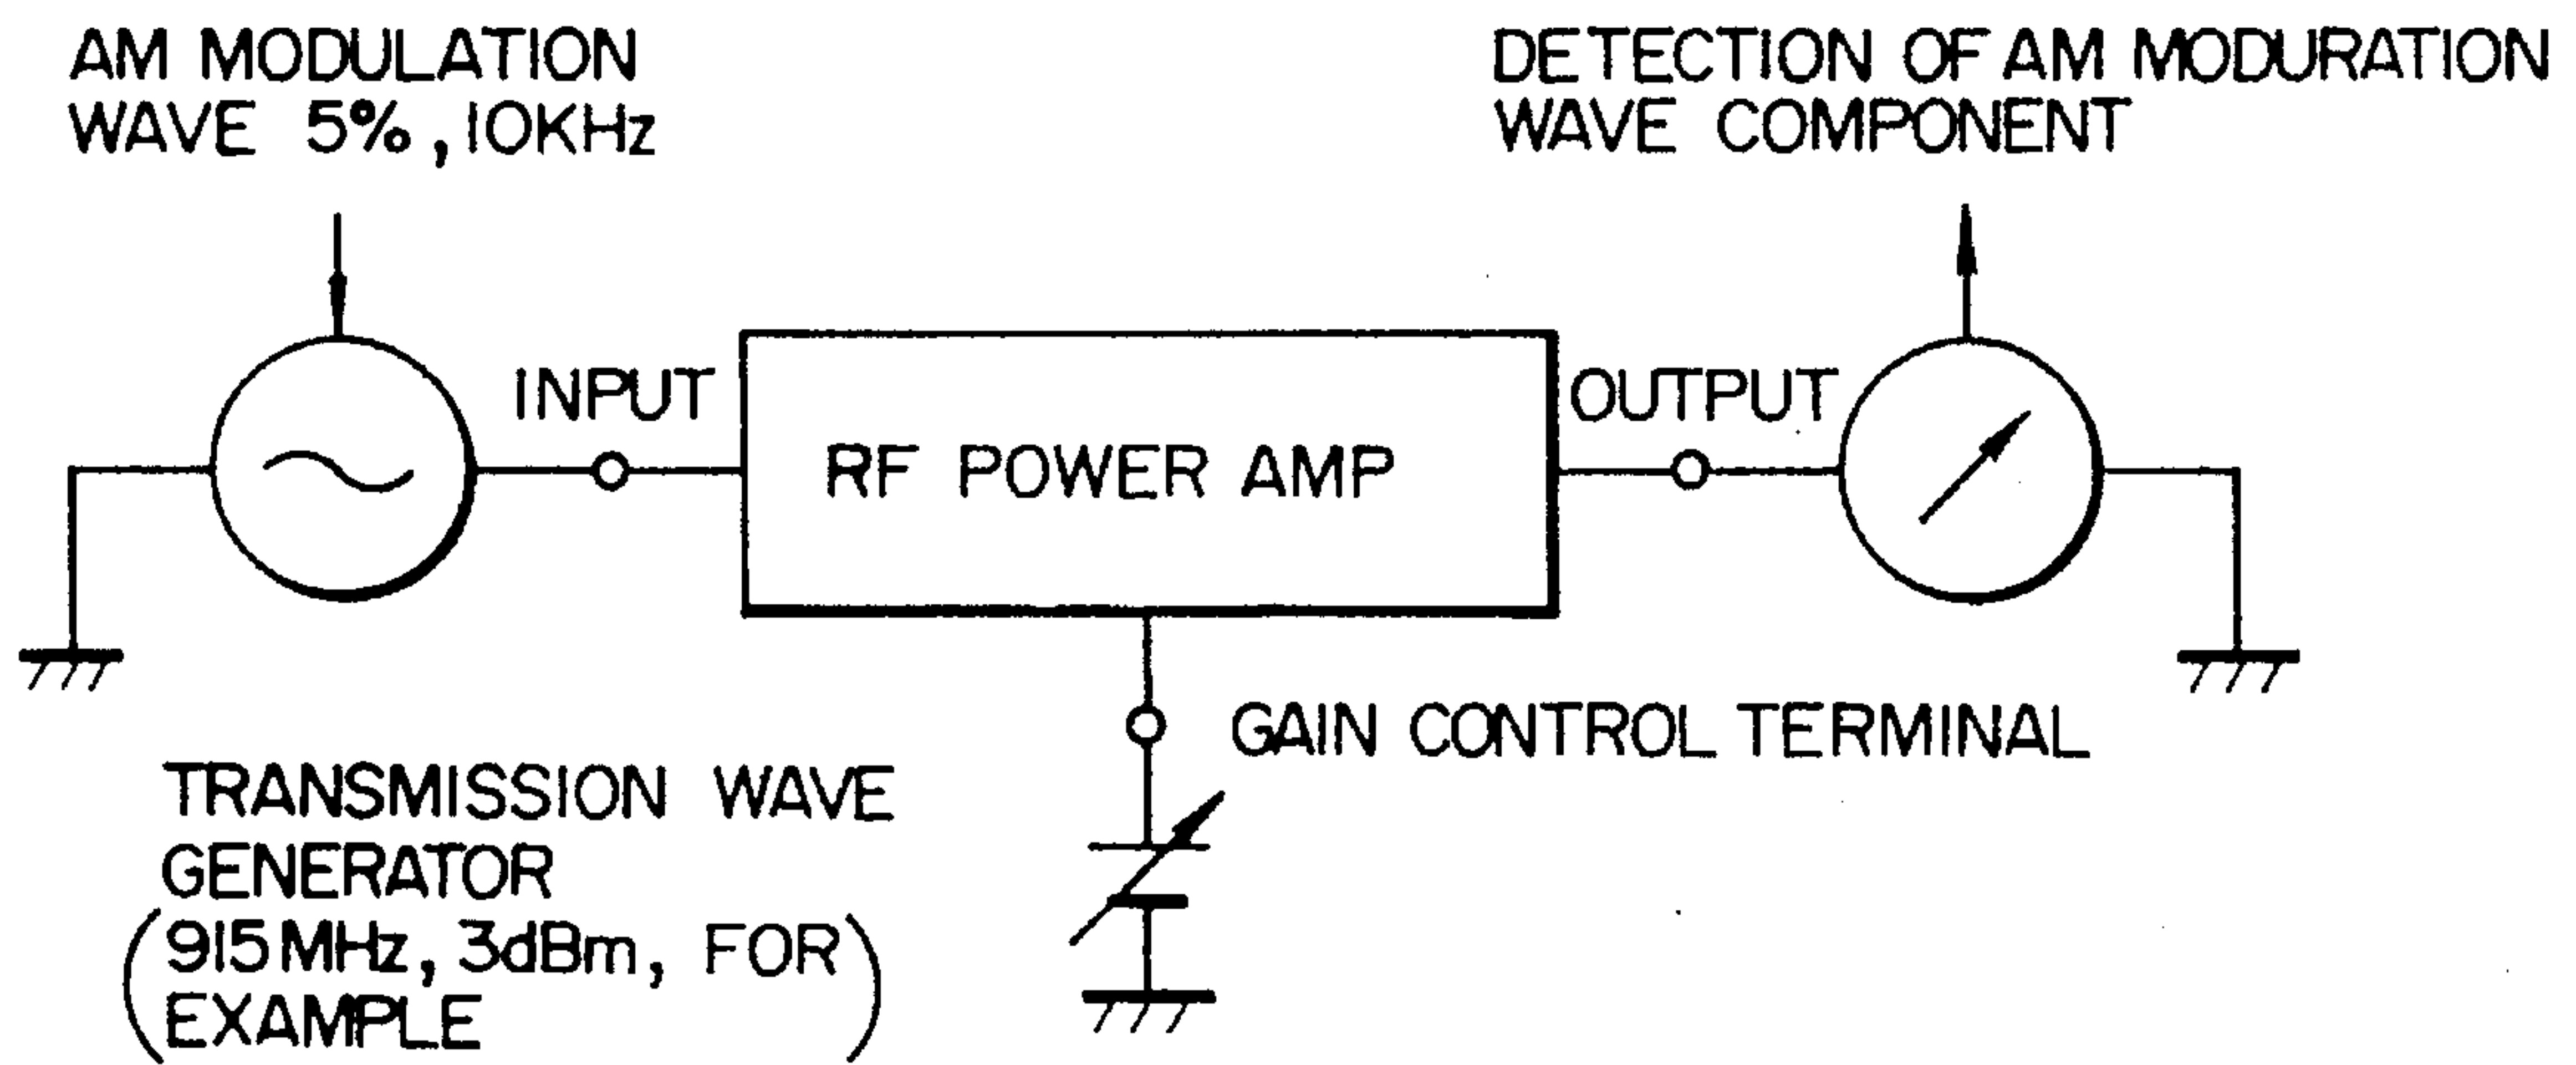 AM MODULATION
WAVE 5%, 10KHz
DETECTION OF AM MODURATION
WAVE COMPONENT
INPUT
RF POWER AMP
OUTPUT
GAIN CONTROL TERMINAL
TRANSMISSION WAVE
GENERATOR
(915MHz, 3dBm, FOR
EXAMPLE)